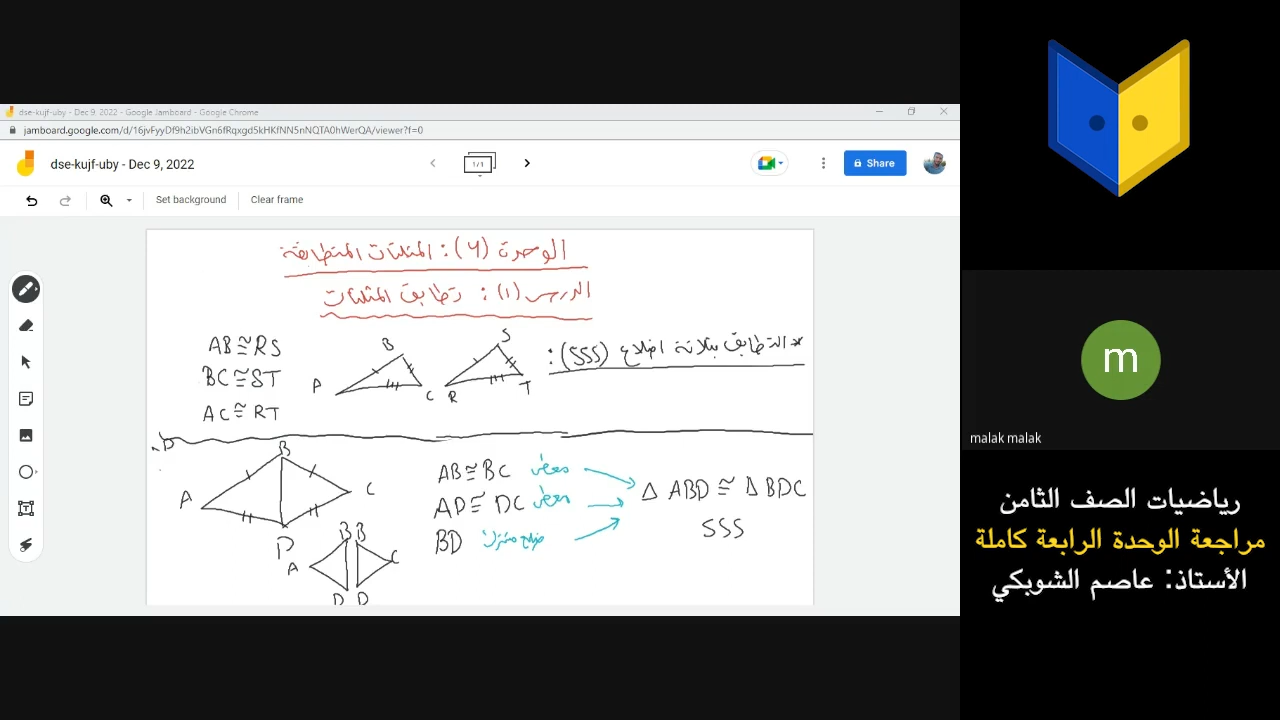 dse-kujf-uby - Dec 9, 2022 - Google Jamboard - Google Chrome
jamboard.google.com/d/16jvFyyDf9h2ibVGn6fRqxgd5kHKfNN5nNQTA0hWerQA/viewer?f=0
dse-kujf-uby - Dec 9, 2022
1/1
Share
Set background
Clear frame
الوحدة (٤) : المثلثات المتطابقة
الدرس (١) : تطابق المثلثات
* التطابق بثلاثة اضلاع (SSS) :
AB ≅ RS
BC ≅ ST
AC ≅ RT
A B C
R S T
A B C D
AB ≅ BC معطى
AD ≅ DC معطى
BD ضلع مشترك
△ ABD ≅ △ BDC
SSS
A B D
B C D
m
malak malak
رياضيات الصف الثامن
مراجعة الوحدة الرابعة كاملة
الأستاذ: عاصم الشوبكي